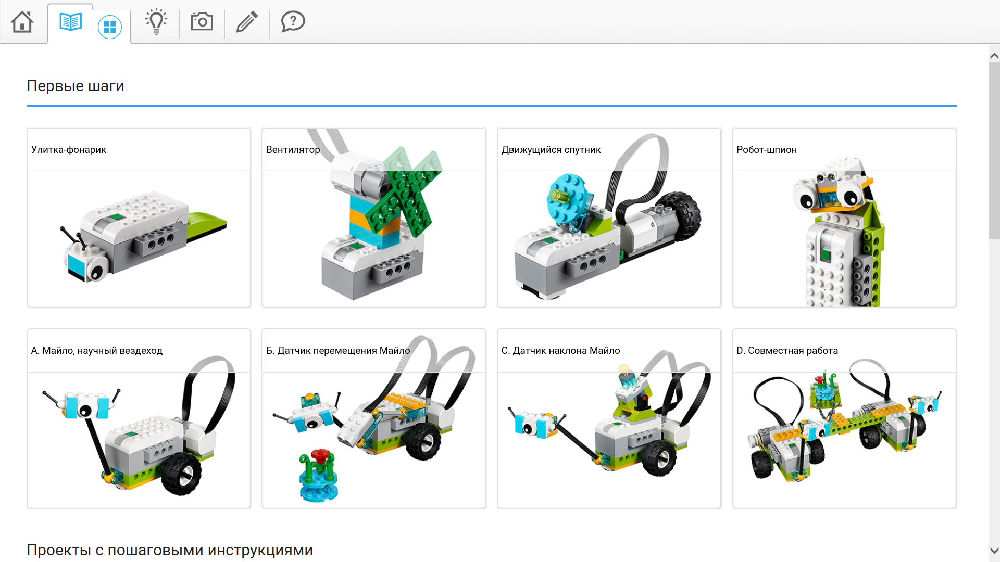 Первые шаги
Улитка-фонарик
Вентилятор
Движущийся спутник
Робот-шпион
А. Майло, научный вездеход
Б. Датчик перемещения Майло
С. Датчик наклона Майло
D. Совместная работа
Проекты с пошаговыми инструкциями